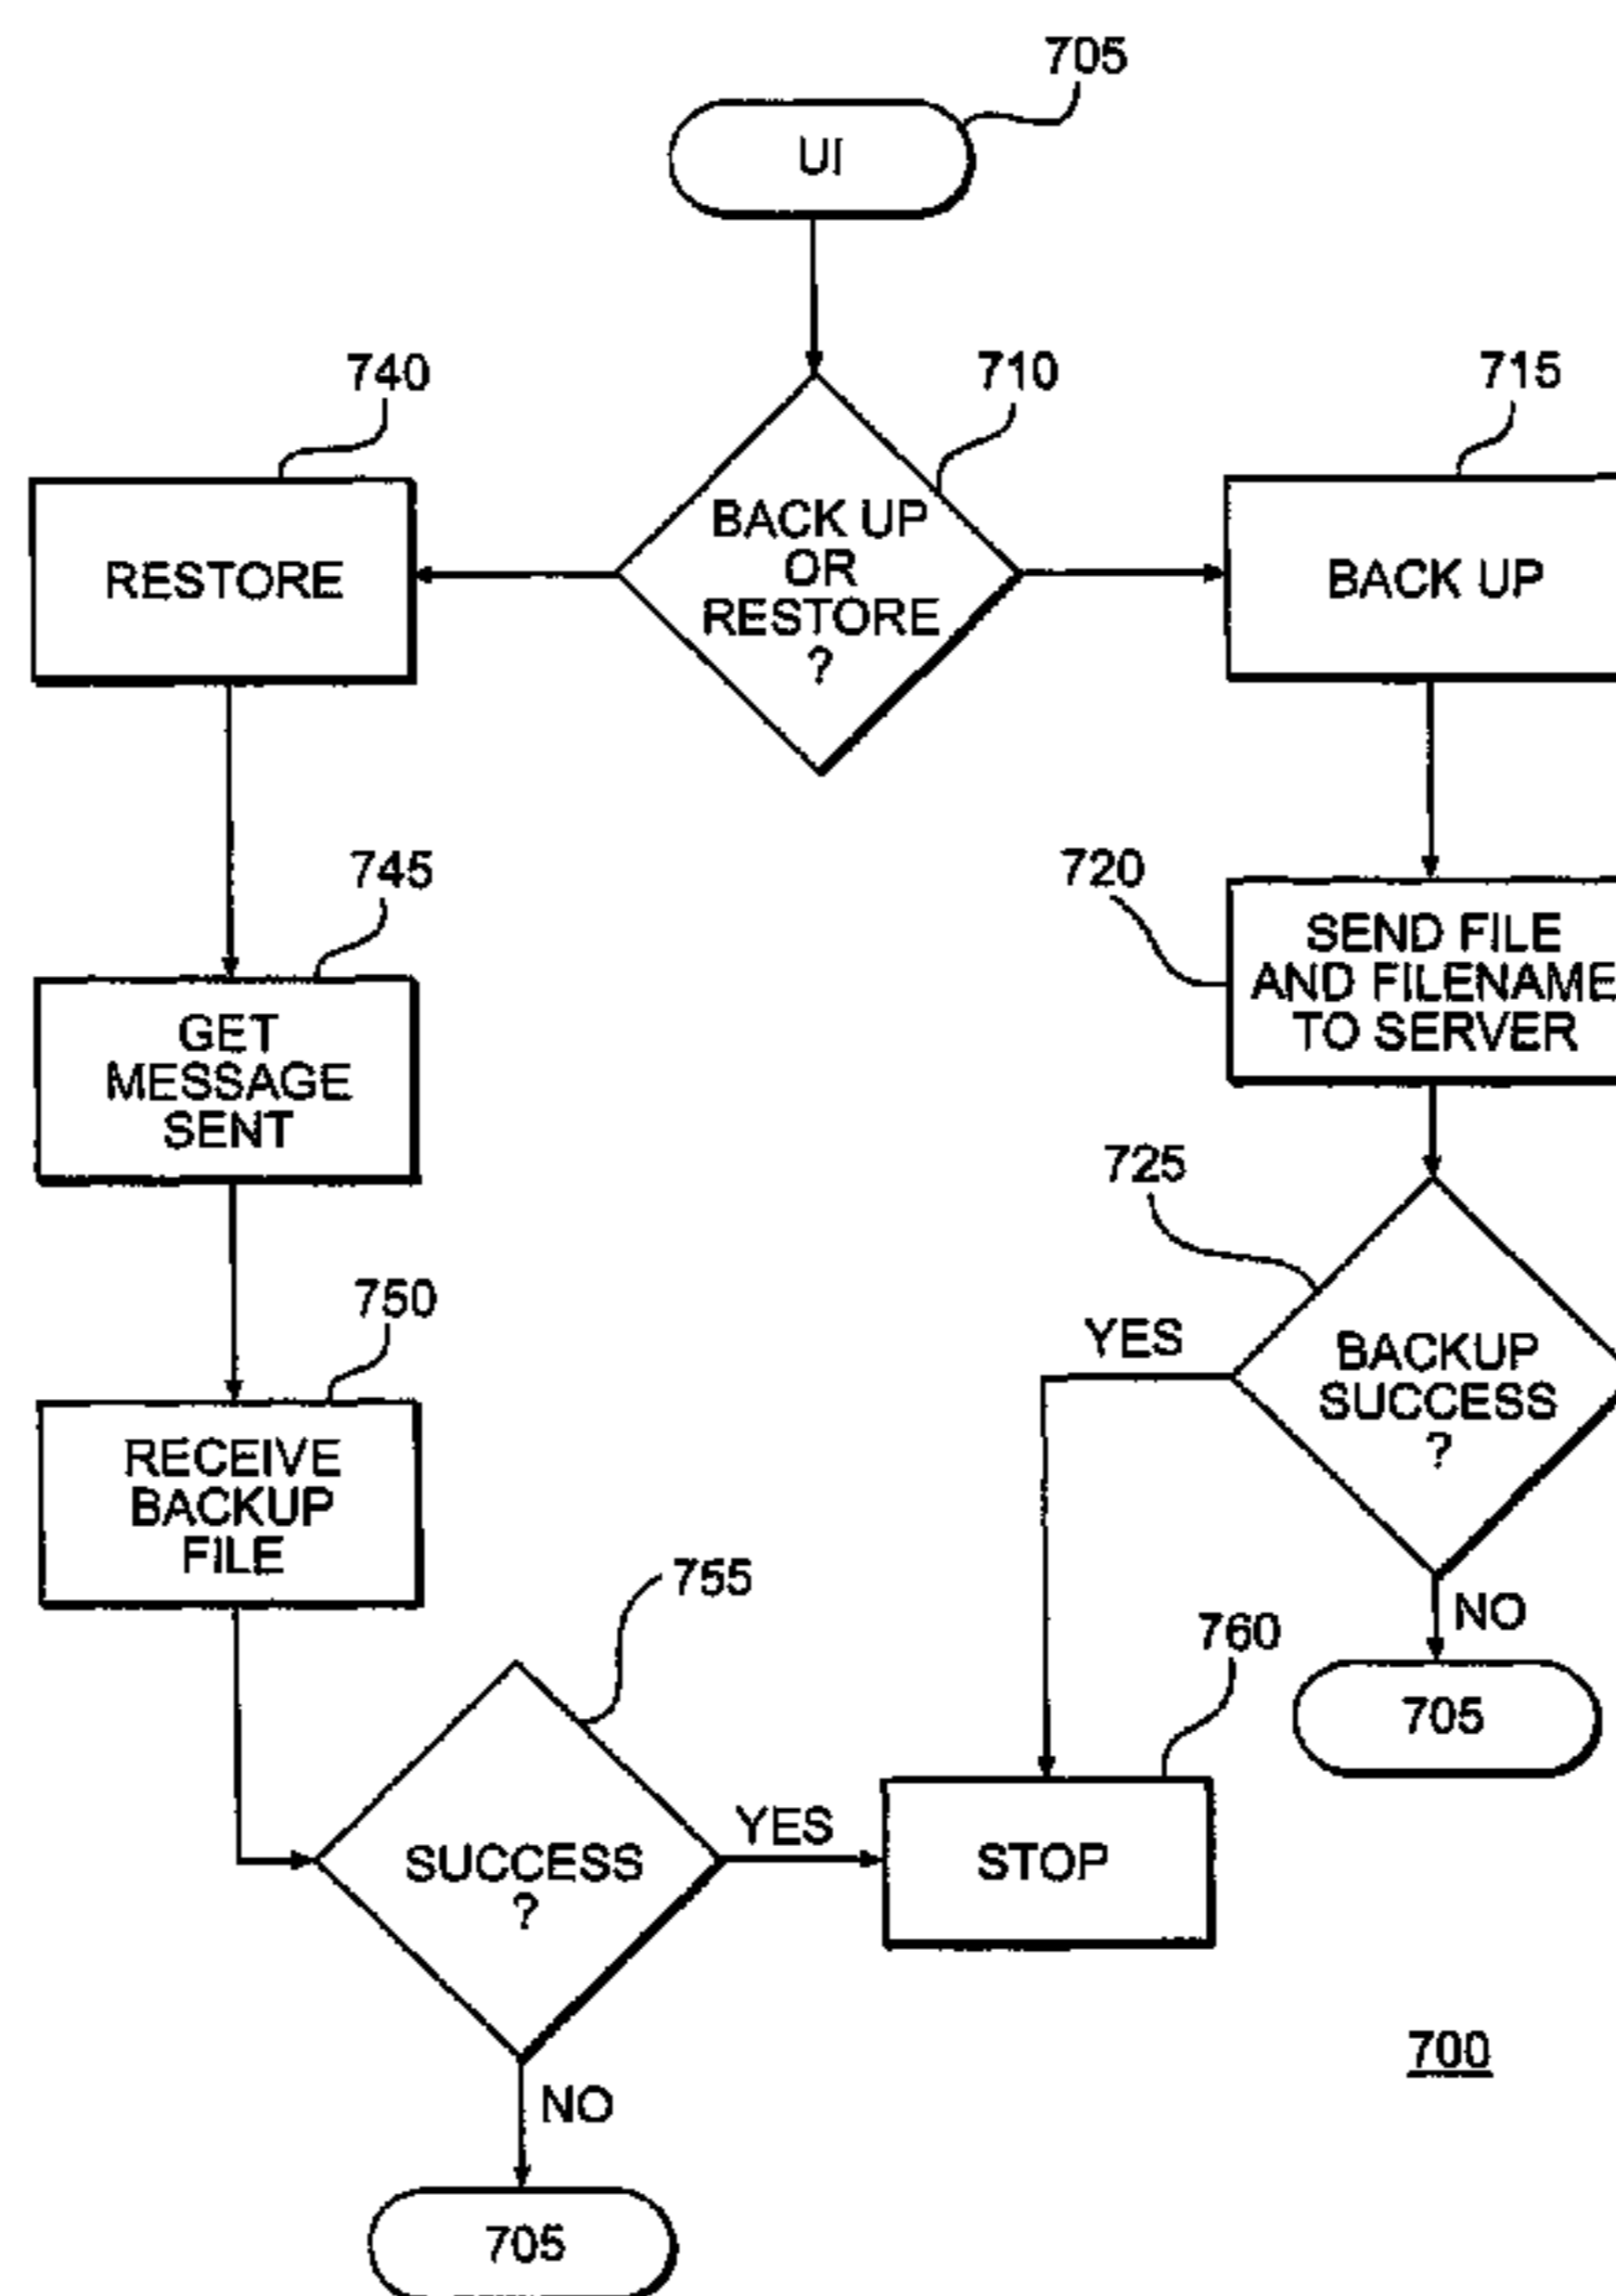 705
UI
740
710
715
RESTORE
BACK UP
OR
RESTORE
?
BACK UP
745
720
GET
MESSAGE
SENT
SEND FILE
AND FILENAME
TO SERVER
725
750
YES
BACKUP
SUCCESS
?
RECEIVE
BACKUP
FILE
755
760
NO
705
SUCCESS
?
YES
STOP
700
NO
705